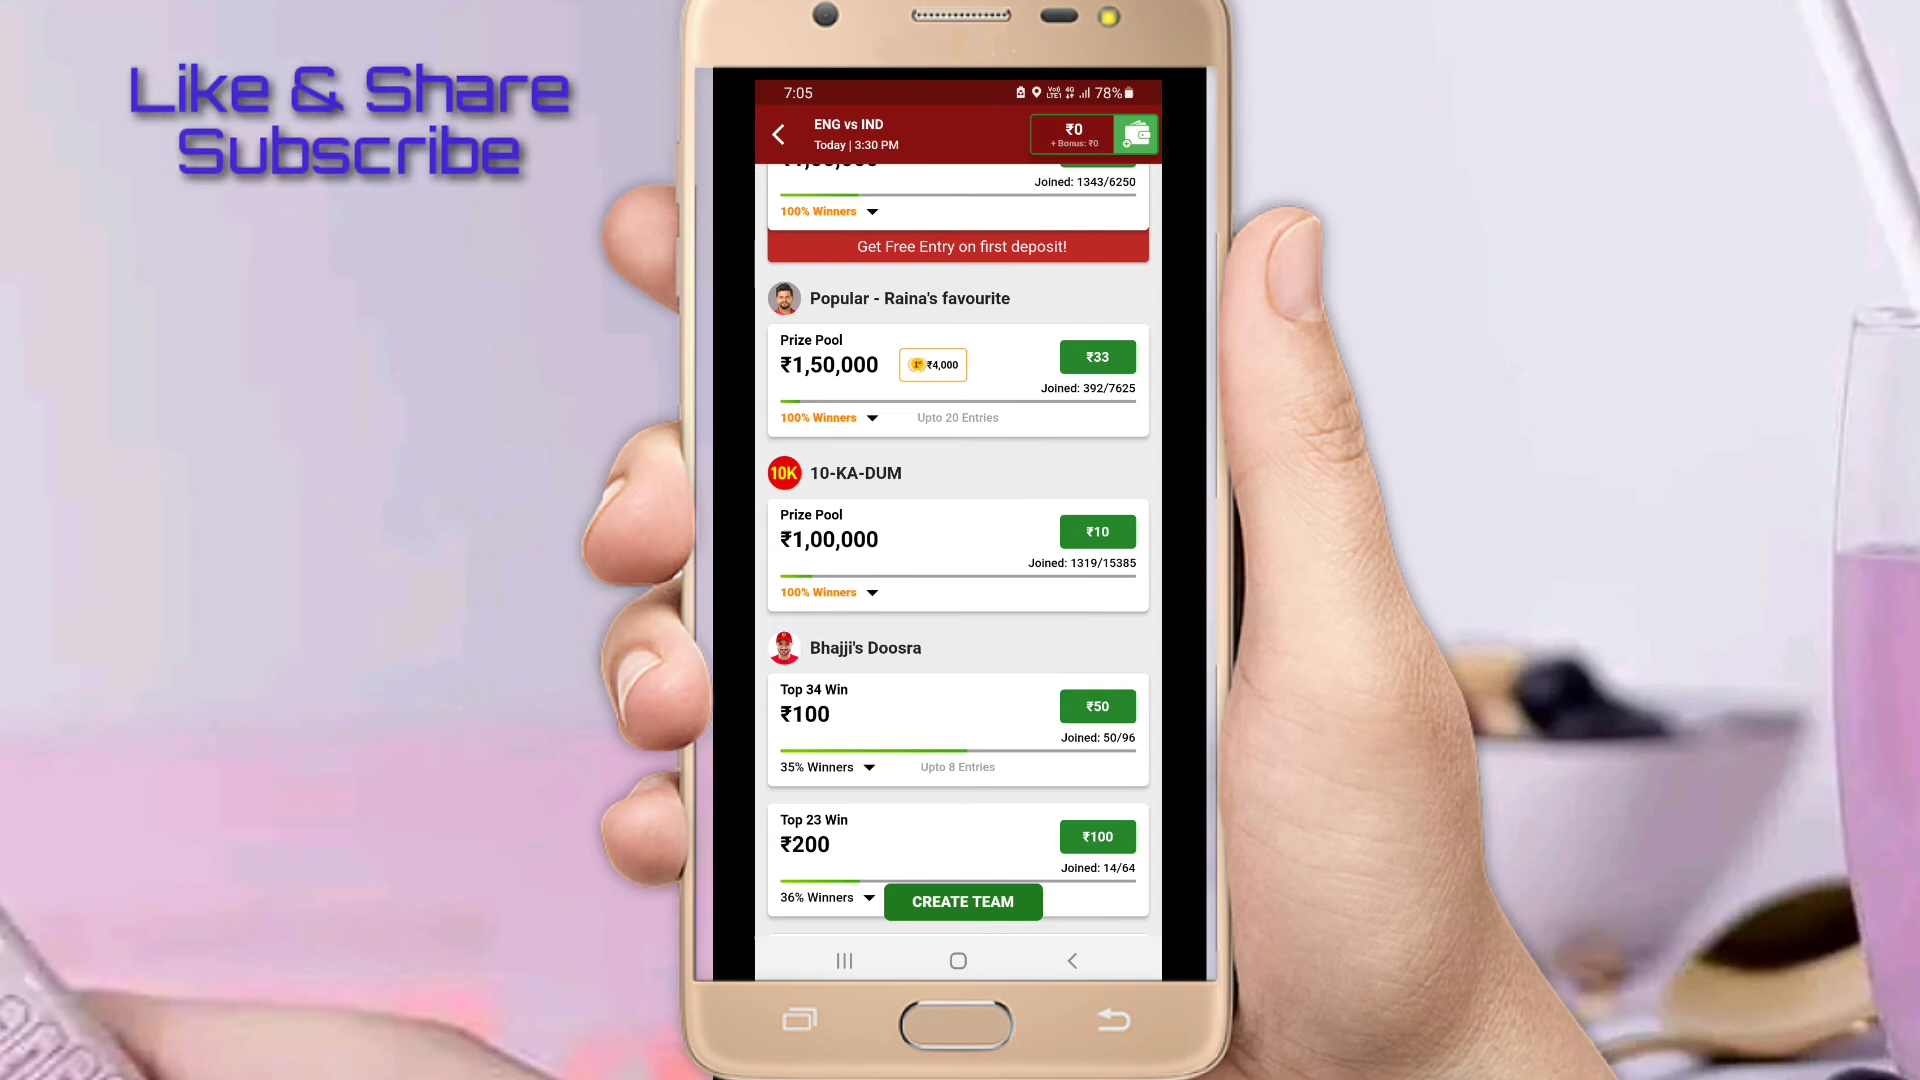 Like & Share
Subscribe
7:05
Vo) 4G
LTE1
78%
ENG vs IND
Today | 3:30 PM
₹0
+ Bonus: ₹0
Joined: 1343/6250
100% Winners
Get Free Entry on first deposit!
Popular - Raina's favourite
Prize Pool
₹1,50,000
₹4,000
₹33
Joined: 392/7625
100% Winners
Upto 20 Entries
10K
10-KA-DUM
Prize Pool
₹1,00,000
₹10
Joined: 1319/15385
100% Winners
Bhajji's Doosra
Top 34 Win
₹100
₹50
Joined: 50/96
35% Winners
Upto 8 Entries
Top 23 Win
₹200
₹100
Joined: 14/64
36% Winners
CREATE TEAM